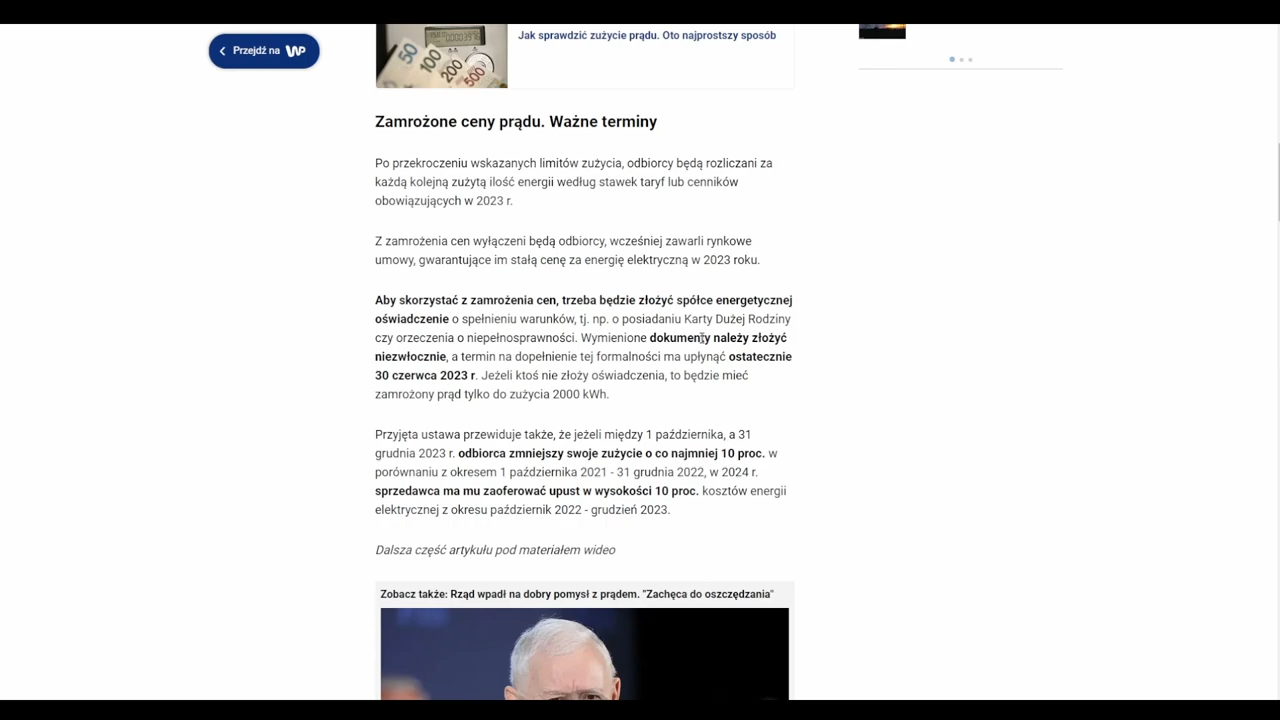 Przejdź na WP
Jak sprawdzić zużycie prądu. Oto najprostszy sposób
50
100
200
500
Zamrożone ceny prądu. Ważne terminy
Po przekroczeniu wskazanych limitów zużycia, odbiorcy będą rozliczani za
każdą kolejną zużytą ilość energii według stawek taryf lub cenników
obowiązujących w 2023 r.
Z zamrożenia cen wyłączeni będą odbiorcy, wcześniej zawarli rynkowe
umowy, gwarantujące im stałą cenę za energię elektryczną w 2023 roku.
Aby skorzystać z zamrożenia cen, trzeba będzie złożyć spółce energetycznej
oświadczenie o spełnieniu warunków, tj. np. o posiadaniu Karty Dużej Rodziny
czy orzeczenia o niepełnosprawności. Wymienione dokumenty należy złożyć
niezwłocznie, a termin na dopełnienie tej formalności ma upłynąć ostatecznie
30 czerwca 2023 r. Jeżeli ktoś nie złoży oświadczenia, to będzie mieć
zamrożony prąd tylko do zużycia 2000 kWh.
Przyjęta ustawa przewiduje także, że jeżeli między 1 października, a 31
grudnia 2023 r. odbiorca zmniejszy swoje zużycie o co najmniej 10 proc. w
porównaniu z okresem 1 października 2021 - 31 grudnia 2022, w 2024 r.
sprzedawca ma mu zaoferować upust w wysokości 10 proc. kosztów energii
elektrycznej z okresu październik 2022 - grudzień 2023.
Dalsza część artykułu pod materiałem wideo
Zobacz także: Rząd wpadł na dobry pomysł z prądem. "Zachęca do oszczędzania"